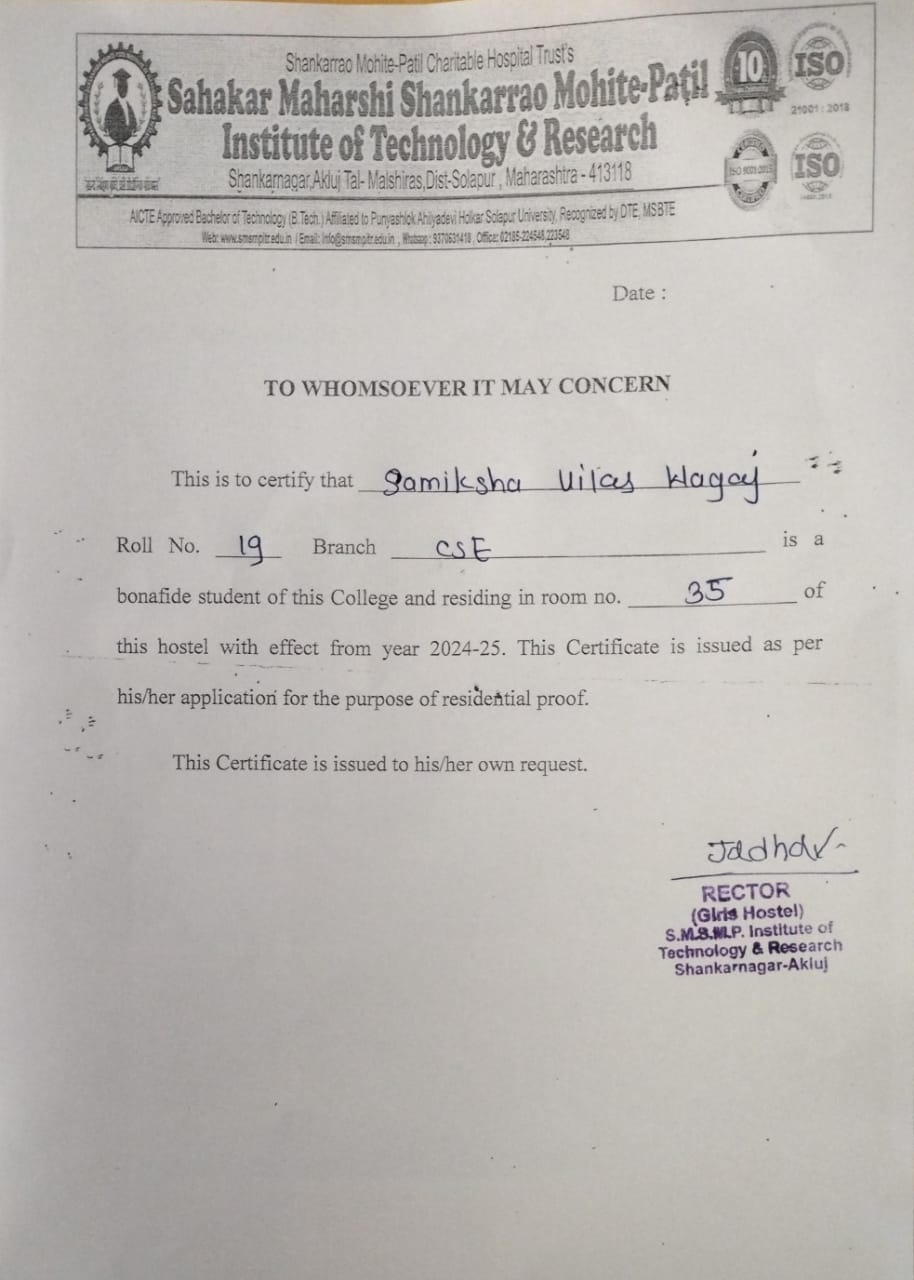 Shankarrao Mohite-Patil Charitable Hospital Trust's
Sahakar Maharshi Shankarrao Mohite-Patil
Institute of Technology & Research
Shankarnagar,Akluj Tal- Malshiras,Dist-Solapur , Maharashtra - 413118
10
ISO
21001 : 2018
CERTIFIED
ISO 9001:2015
ISO
AICTE Approved Bachelor of Technology (B.Tech.) Affiliated to Punyashlok Ahilyadevi Holkar Solapur University, Recognized by DTE, MSBTE
Web: www.smsmpitr.edu.in / Email: info@smsmpitr.edu.in , Whatsapp : 9370631418 , Office: 02185-224548,223548
Date :
TO WHOMSOEVER IT MAY CONCERN
This is to certify that Samiksha Vilas Wagaj
Roll No. 19 Branch CSE is a
bonafide student of this College and residing in room no. 35 of
this hostel with effect from year 2024-25. This Certificate is issued as per
his/her application for the purpose of residential proof.
This Certificate is issued to his/her own request.
Jadhav
RECTOR
(Girls Hostel)
S.M.S.M.P. Institute of
Technology & Research
Shankarnagar-Akluj